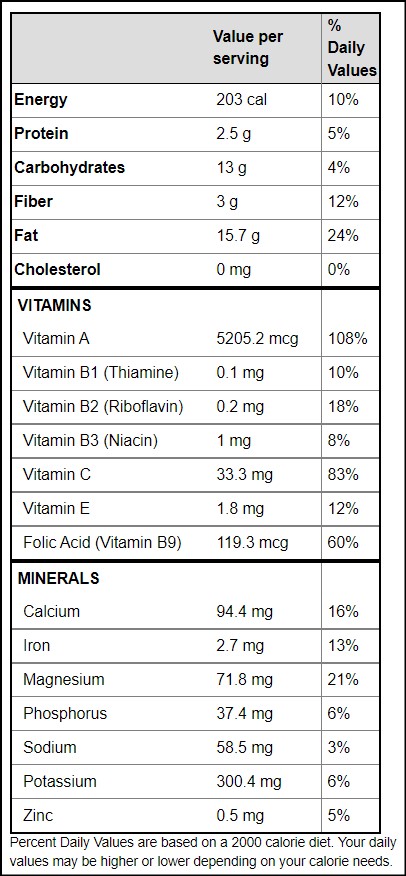 Value per serving % Daily Values
Energy 203 cal 10%
Protein 2.5 g 5%
Carbohydrates 13 g 4%
Fiber 3 g 12%
Fat 15.7 g 24%
Cholesterol 0 mg 0%
VITAMINS
Vitamin A 5205.2 mcg 108%
Vitamin B1 (Thiamine) 0.1 mg 10%
Vitamin B2 (Riboflavin) 0.2 mg 18%
Vitamin B3 (Niacin) 1 mg 8%
Vitamin C 33.3 mg 83%
Vitamin E 1.8 mg 12%
Folic Acid (Vitamin B9) 119.3 mcg 60%
MINERALS
Calcium 94.4 mg 16%
Iron 2.7 mg 13%
Magnesium 71.8 mg 21%
Phosphorus 37.4 mg 6%
Sodium 58.5 mg 3%
Potassium 300.4 mg 6%
Zinc 0.5 mg 5%
Percent Daily Values are based on a 2000 calorie diet. Your daily
values may be higher or lower depending on your calorie needs.